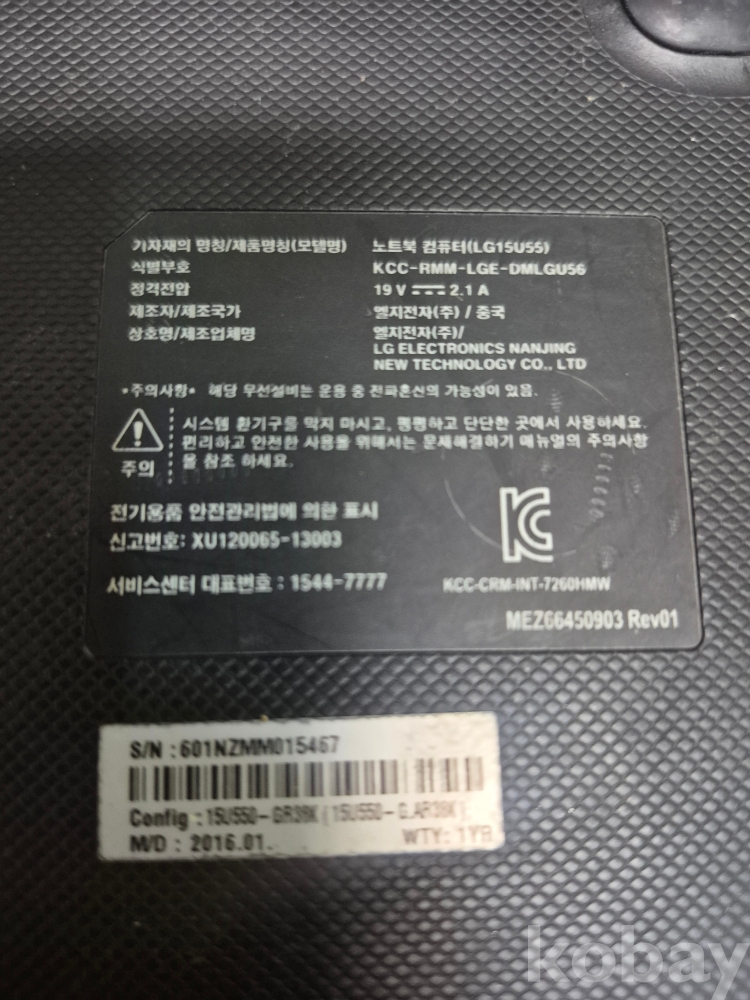 기자재의 명칭/제품명칭(모델명) 노트북 컴퓨터(LG15U55)
식별부호 KCC-RMM-LGE-DMLGU56
정격전압 19 V 2.1 A
제조자/제조국가 엘지전자(주) / 중국
상호명/제조업체명 엘지전자(주)/
LG ELECTRONICS NANJING
NEW TECHNOLOGY CO., LTD
*주의사항* 해당 무선설비는 운용 중 전파혼신의 가능성이 있음.
시스템 환기구를 막지 마시고, 평평하고 단단한 곳에서 사용하세요.
편리하고 안전한 사용을 위해서는 문제해결하기 메뉴얼의 주의사항
을 참조 하세요.
주의
전기용품 안전관리법에 의한 표시
신고번호: XU120065-13003
서비스센터 대표번호 : 1544-7777
KCC-CRM-INT-7260HMW
MEZ66450903 Rev01
S/N : 601NZMM015467
Config : 15U550-GR38K ( 15U550-G.AR38K )
M/D : 2016.01. WTY: 1YR
kobay